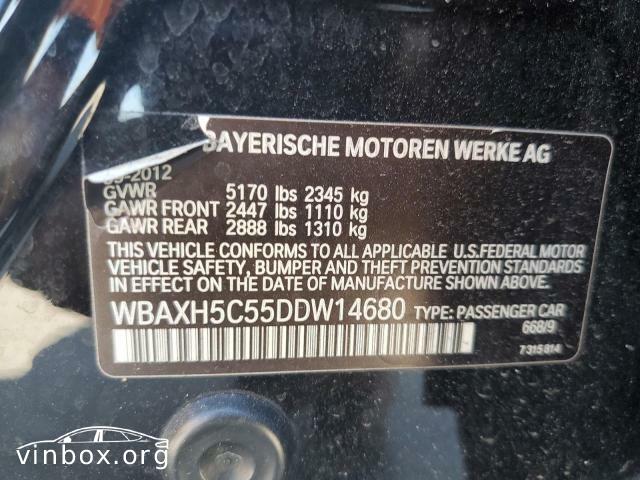 BAYERISCHE MOTOREN WERKE AG
-2012
GVWR 5170 lbs 2345 kg
GAWR FRONT 2447 lbs 1110 kg
GAWR REAR 2888 lbs 1310 kg
THIS VEHICLE CONFORMS TO ALL APPLICABLE U.S.FEDERAL MOTOR
VEHICLE SAFETY, BUMPER AND THEFT PREVENTION STANDARDS
IN EFFECT ON THE DATE OF MANUFACTURE SHOWN ABOVE.
WBAXH5C55DDW14680 TYPE: PASSENGER CAR
668/9
7315814
vinbox.org